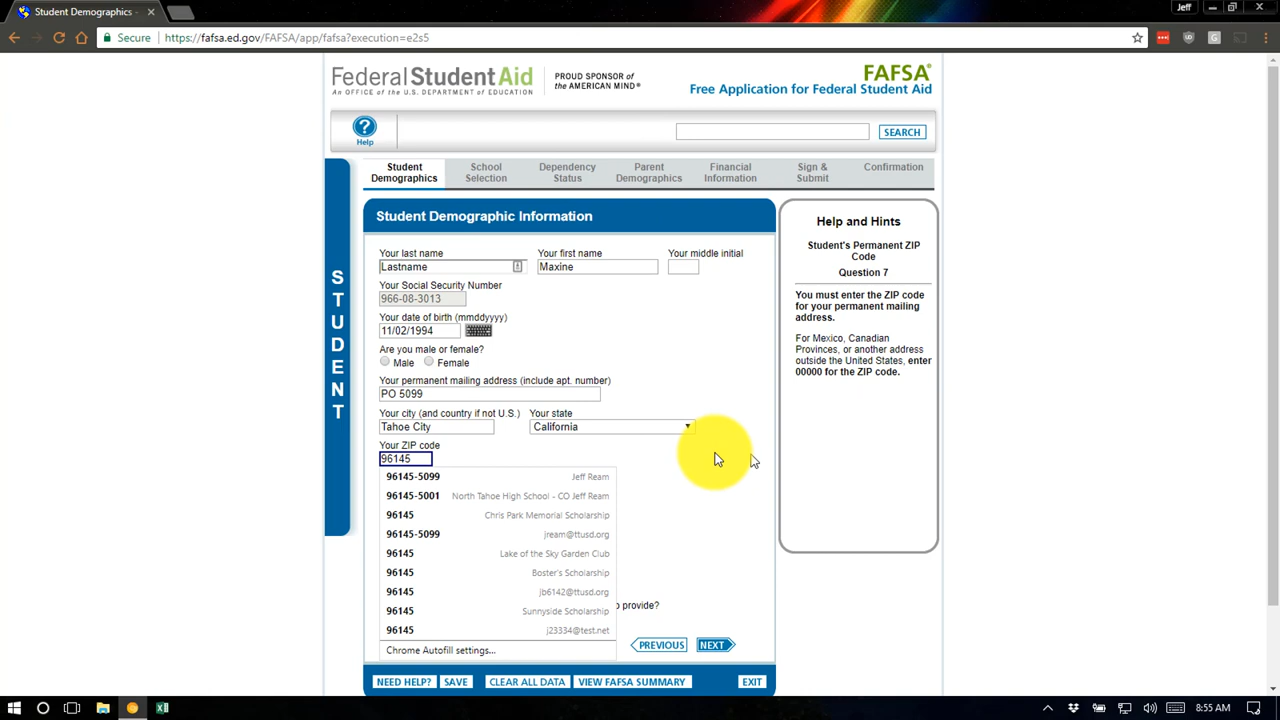 Student Demographics -
Jeff
Secure
https://fafsa.ed.gov/FAFSA/app/fafsa?execution=e2s5
Federal Student Aid
An OFFICE of the U.S. DEPARTMENT of EDUCATION
PROUD SPONSOR of
the AMERICAN MIND®
FAFSA®
Free Application for Federal Student Aid
?
Help
SEARCH
Student Demographics
School Selection
Dependency Status
Parent Demographics
Financial Information
Sign & Submit
Confirmation
STUDENT
Student Demographic Information
Your last name
Your first name
Your middle initial
Lastname
Maxine
Your Social Security Number
966-08-3013
Your date of birth (mmddyyyy)
11/02/1994
Are you male or female?
Male
Female
Your permanent mailing address (include apt. number)
PO 5099
Your city (and country if not U.S.)
Your state
Tahoe City
California
Your ZIP code
96145
96145-5099 Jeff Ream
96145-5001 North Tahoe High School - CO Jeff Ream
96145 Chris Park Memorial Scholarship
96145-5099 jream@ttusd.org
96145 Lake of the Sky Garden Club
96145 Boster's Scholarship
96145 jb6142@ttusd.org
96145 Sunnyside Scholarship
o provide?
96145 j23334@test.net
Chrome Autofill settings...
PREVIOUS
NEXT
NEED HELP?
SAVE
CLEAR ALL DATA
VIEW FAFSA SUMMARY
EXIT
Help and Hints
Student's Permanent ZIP
Code
Question 7
You must enter the ZIP code
for your permanent mailing
address.
For Mexico, Canadian
Provinces, or another address
outside the United States, enter
00000 for the ZIP code.
8:55 AM